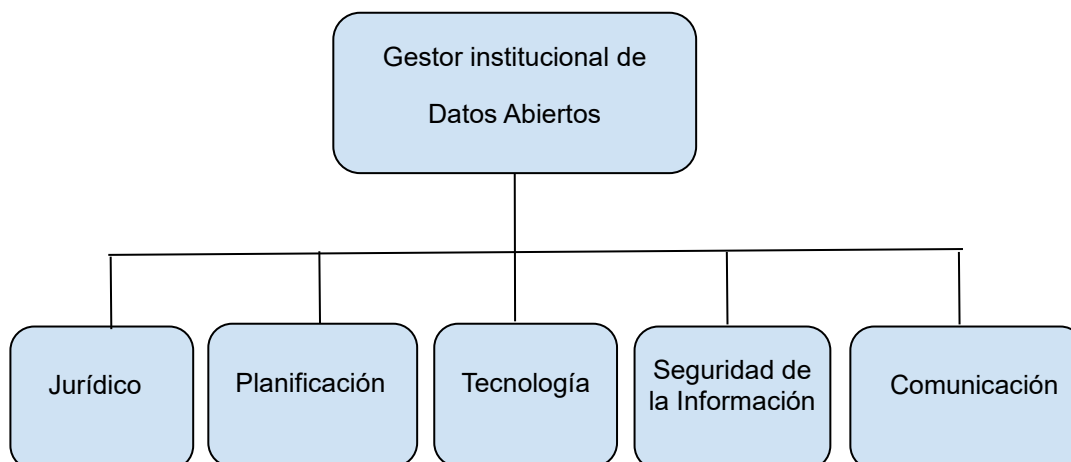 Gestor institucional de
Datos Abiertos
Jurídico
Planificación
Tecnología
Seguridad de
la Información
Comunicación